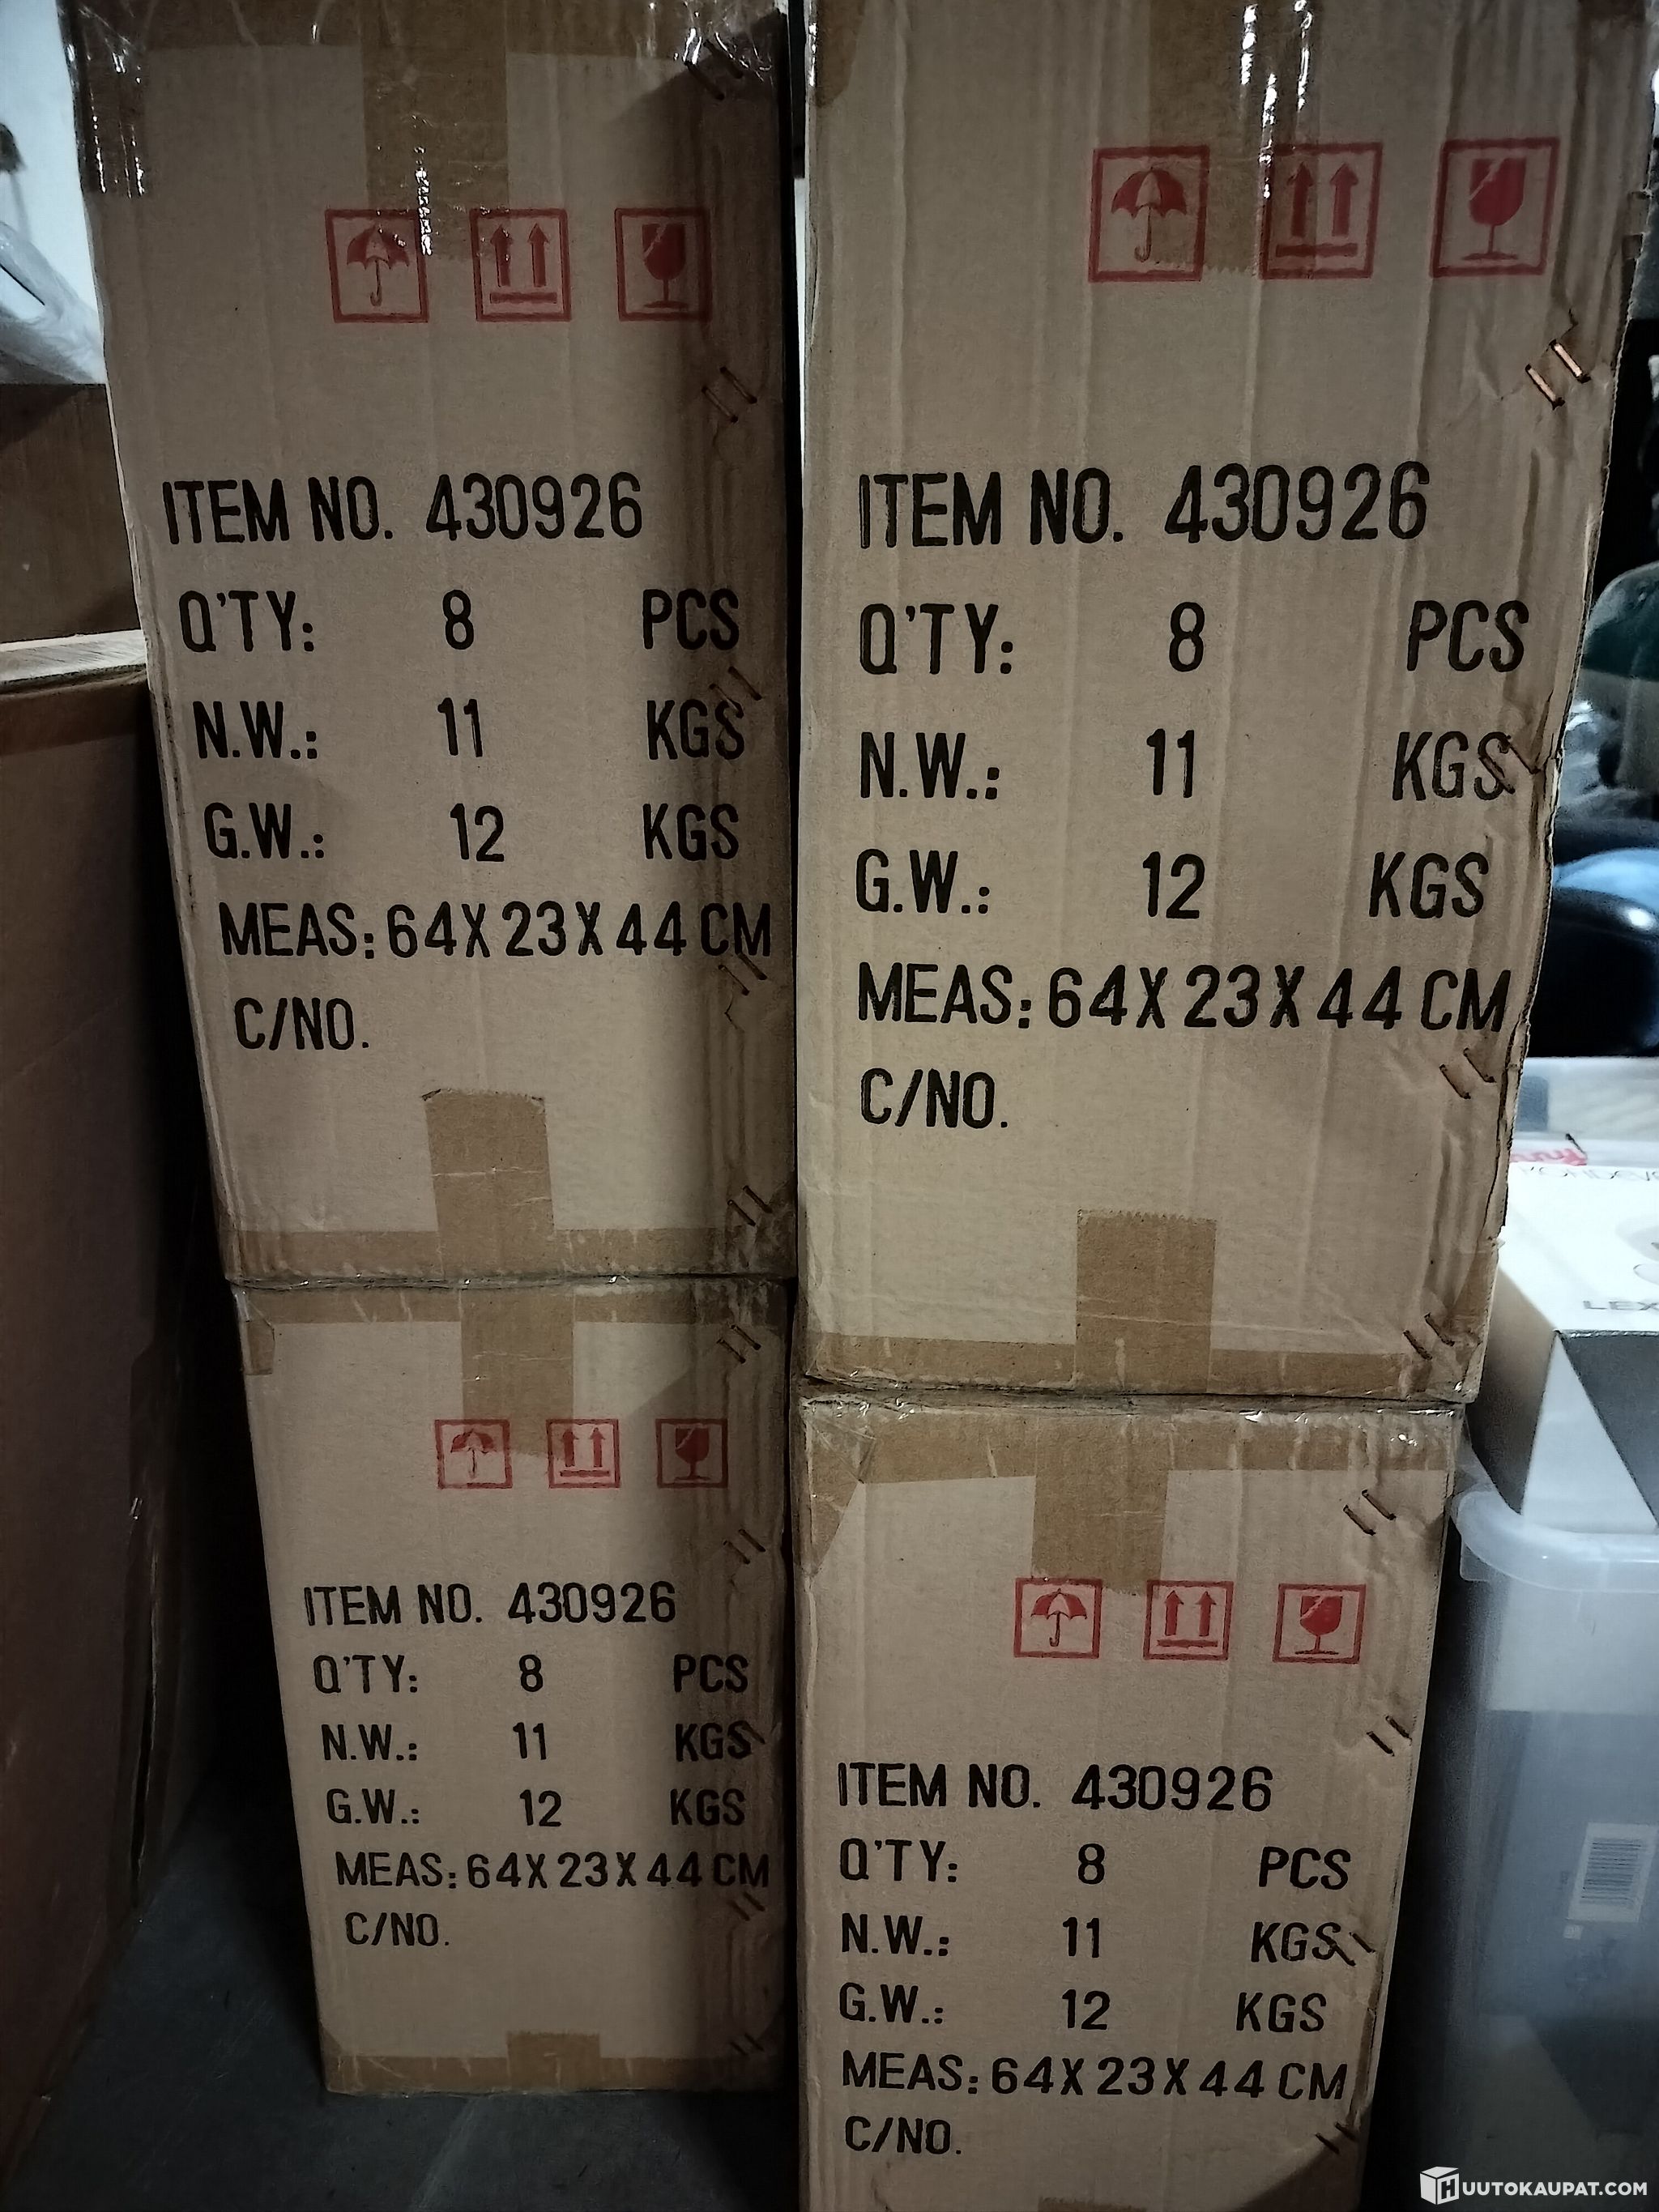 ITEM NO. 430926
Q'TY: 8 PCS
N.W.: 11 KGS
G.W.: 12 KGS
MEAS: 64X23X44 CM
C/NO.
ITEM NO. 430926
Q'TY: 8 PCS
N.W.: 11 KGS
G.W.: 12 KGS
MEAS: 64X23X44 CM
C/NO.
ITEM NO. 430926
Q'TY: 8 PCS
N.W.: 11 KGS
G.W.: 12 KGS
MEAS: 64X23X44 CM
C/NO.
ITEM NO. 430926
Q'TY: 8 PCS
N.W.: 11 KGS
G.W.: 12 KGS
MEAS: 64X23X44 CM
C/NO.
HUUTOKAUPAT.COM